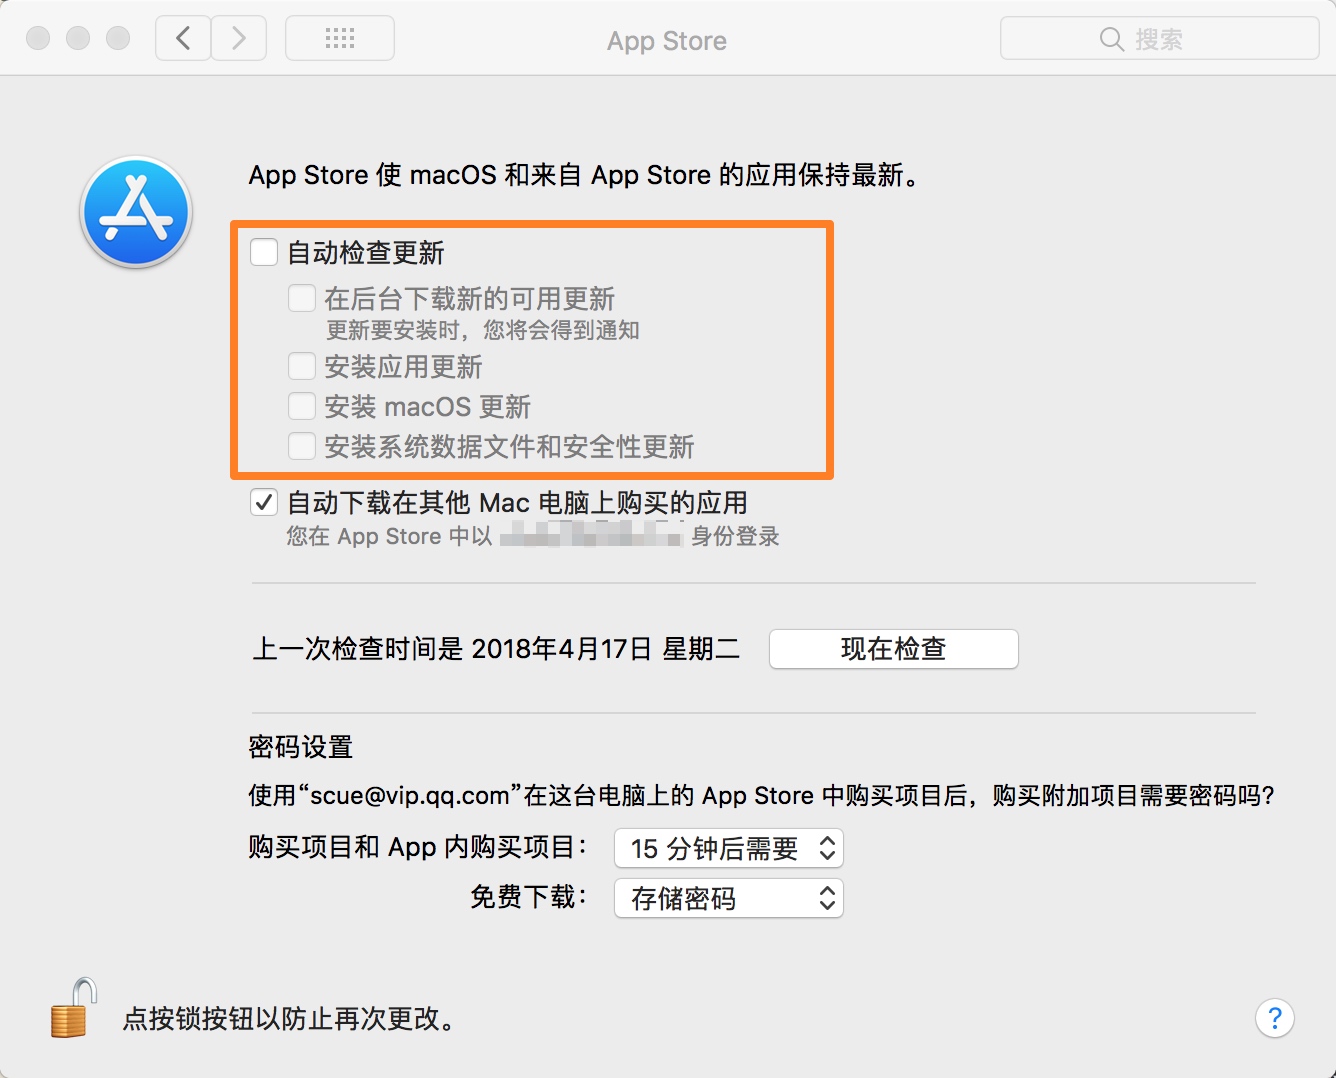 App Store
搜索
App Store 使 macOS 和来自 App Store 的应用保持最新。
自动检查更新
在后台下载新的可用更新
更新要安装时，您将会得到通知
安装应用更新
安装 macOS 更新
安装系统数据文件和安全性更新
自动下载在其他 Mac 电脑上购买的应用
您在 App Store 中以 身份登录
上一次检查时间是 2018年4月17日 星期二
现在检查
密码设置
使用“scue@vip.qq.com”在这台电脑上的 App Store 中购买项目后，购买附加项目需要密码吗？
购买项目和 App 内购买项目： 15 分钟后需要
免费下载： 存储密码
点按锁按钮以防止再次更改。
?